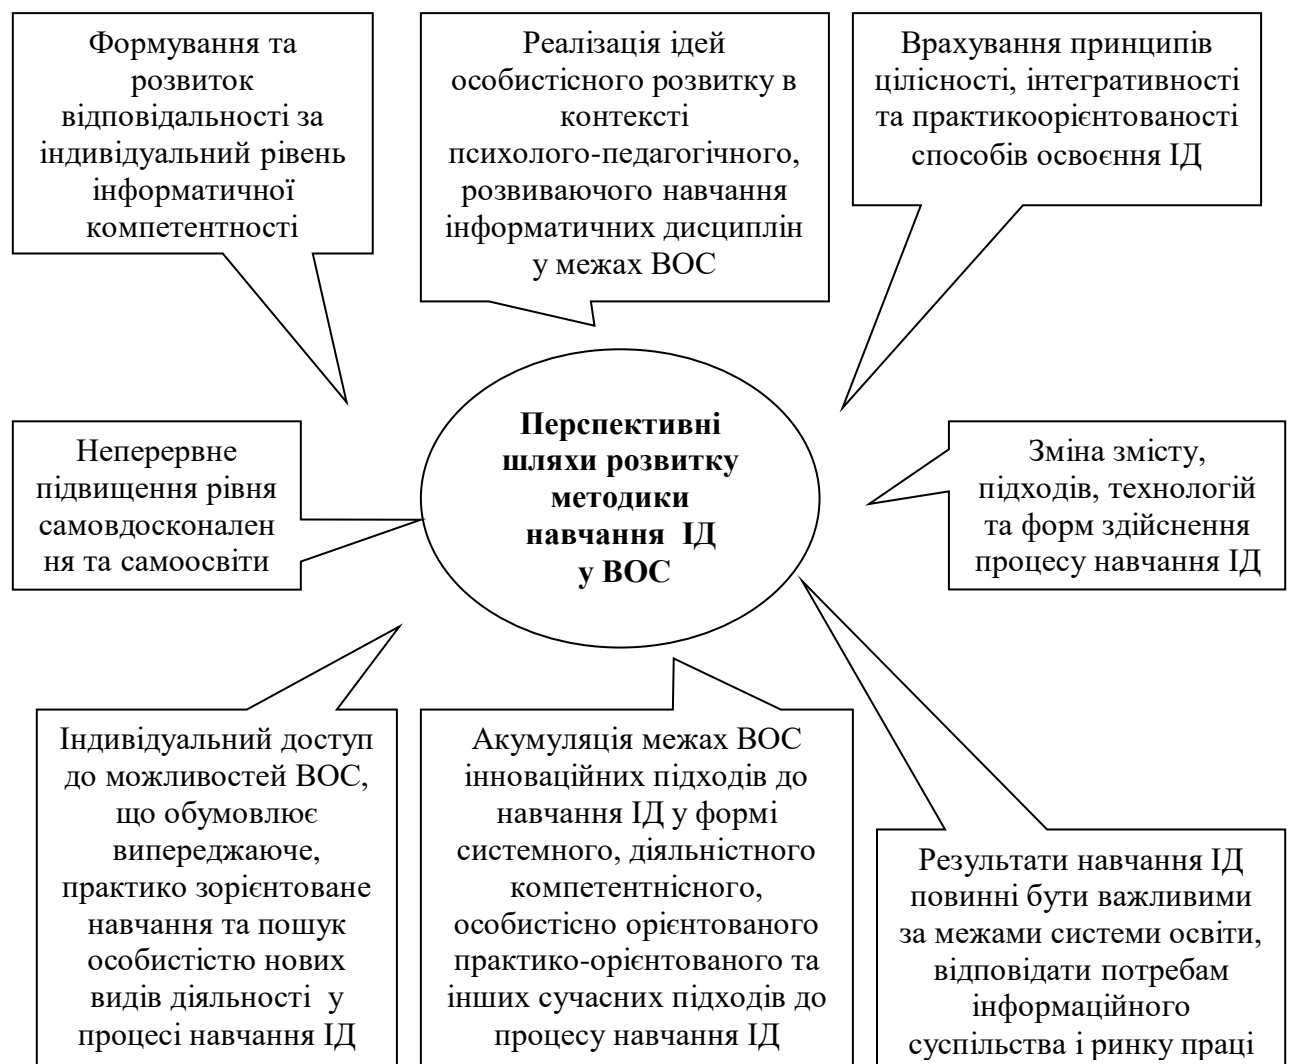 Формування та
розвиток
відповідальності за
індивідуальний рівень
інформатичної
компетентності
Реалізація ідей
особистісного розвитку в
контексті
психолого-педагогічного,
розвиваючого навчання
інформатичних дисциплін
у межах ВОС
Врахування принципів
цілісності, інтегративності
та практикоорієнтованості
способів освоєння ІД
Неперервне
підвищення рівня
самовдосконален
ня та самоосвіти
Перспективні
шляхи розвитку
методики
навчання ІД
у ВОС
Зміна змісту,
підходів, технологій
та форм здійснення
процесу навчання ІД
Індивідуальний доступ
до можливостей ВОС,
що обумовлює
випереджаюче,
практико зорієнтоване
навчання та пошук
особистістю нових
видів діяльності у
процесі навчання ІД
Акумуляція межах ВОС
інноваційних підходів до
навчання ІД у формі
системного, діяльністного
компетентнісного,
особистісно орієнтованого
практико-орієнтованого та
інших сучасних підходів до
процесу навчання ІД
Результати навчання ІД
повинні бути важливими
за межами системи освіти,
відповідати потребам
інформаційного
суспільства і ринку праці